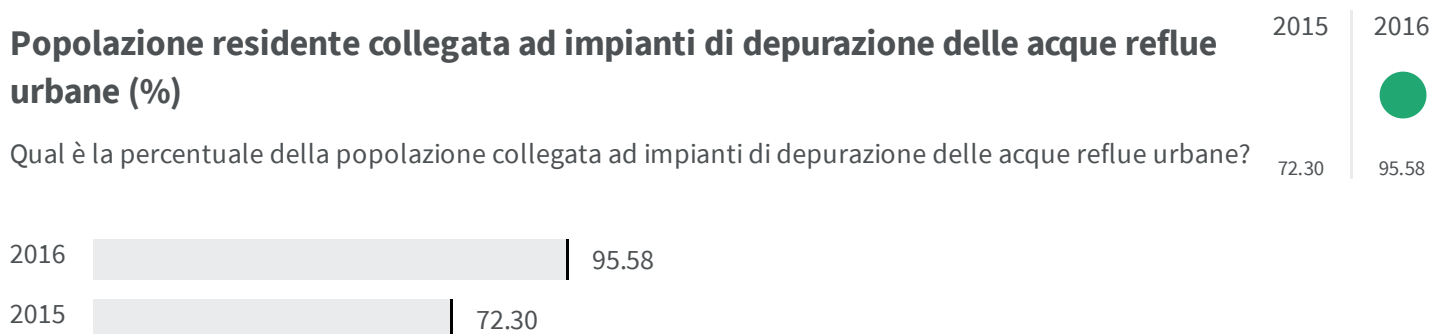 Popolazione residente collegata ad impianti di depurazione delle acque reflue
urbane (%)
Qual è la percentuale della popolazione collegata ad impianti di depurazione delle acque reflue urbane?
2015 2016
72.30 95.58
2016 95.58
2015 72.30